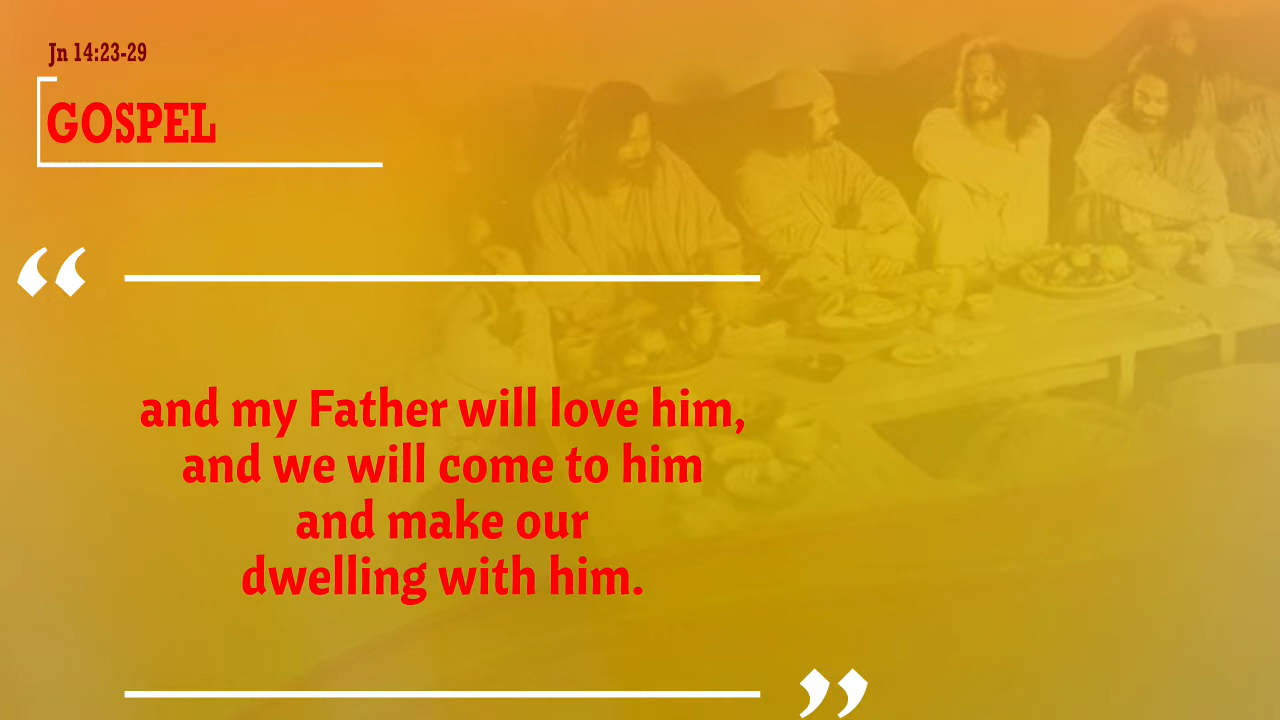 Jn 14:23-29
GOSPEL
“
and my Father will love him,
and we will come to him
and make our
dwelling with him.
”